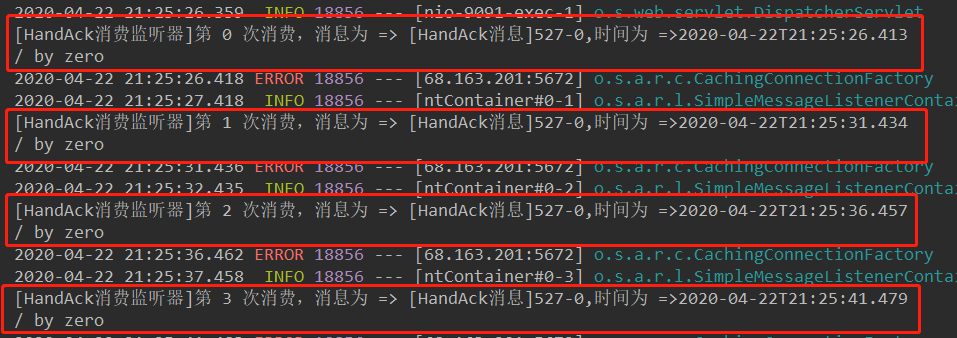 2020-04-22 21:25:26.359  INFO 18856 --- [nio-9091-exec-1] o.s.web.servlet.DispatcherServlet
[HandAck消费监听器]第 0 次消费，消息为 => [HandAck消息]527-0,时间为 =>2020-04-22T21:25:26.413
/ by zero
2020-04-22 21:25:26.418 ERROR 18856 --- [68.163.201:5672] o.s.a.r.c.CachingConnectionFactory
2020-04-22 21:25:27.418  INFO 18856 --- [ntContainer#0-1] o.s.a.r.l.SimpleMessageListenerContai
[HandAck消费监听器]第 1 次消费，消息为 => [HandAck消息]527-0,时间为 =>2020-04-22T21:25:31.434
/ by zero
2020-04-22 21:25:31.436 ERROR 18856 --- [68.163.201:5672] o.s.a.r.c.CachingConnectionFactory
2020-04-22 21:25:32.435  INFO 18856 --- [ntContainer#0-2] o.s.a.r.l.SimpleMessageListenerContai
[HandAck消费监听器]第 2 次消费，消息为 => [HandAck消息]527-0,时间为 =>2020-04-22T21:25:36.457
/ by zero
2020-04-22 21:25:36.462 ERROR 18856 --- [68.163.201:5672] o.s.a.r.c.CachingConnectionFactory
2020-04-22 21:25:37.458  INFO 18856 --- [ntContainer#0-3] o.s.a.r.l.SimpleMessageListenerContai
[HandAck消费监听器]第 3 次消费，消息为 => [HandAck消息]527-0,时间为 =>2020-04-22T21:25:41.479
/ by zero